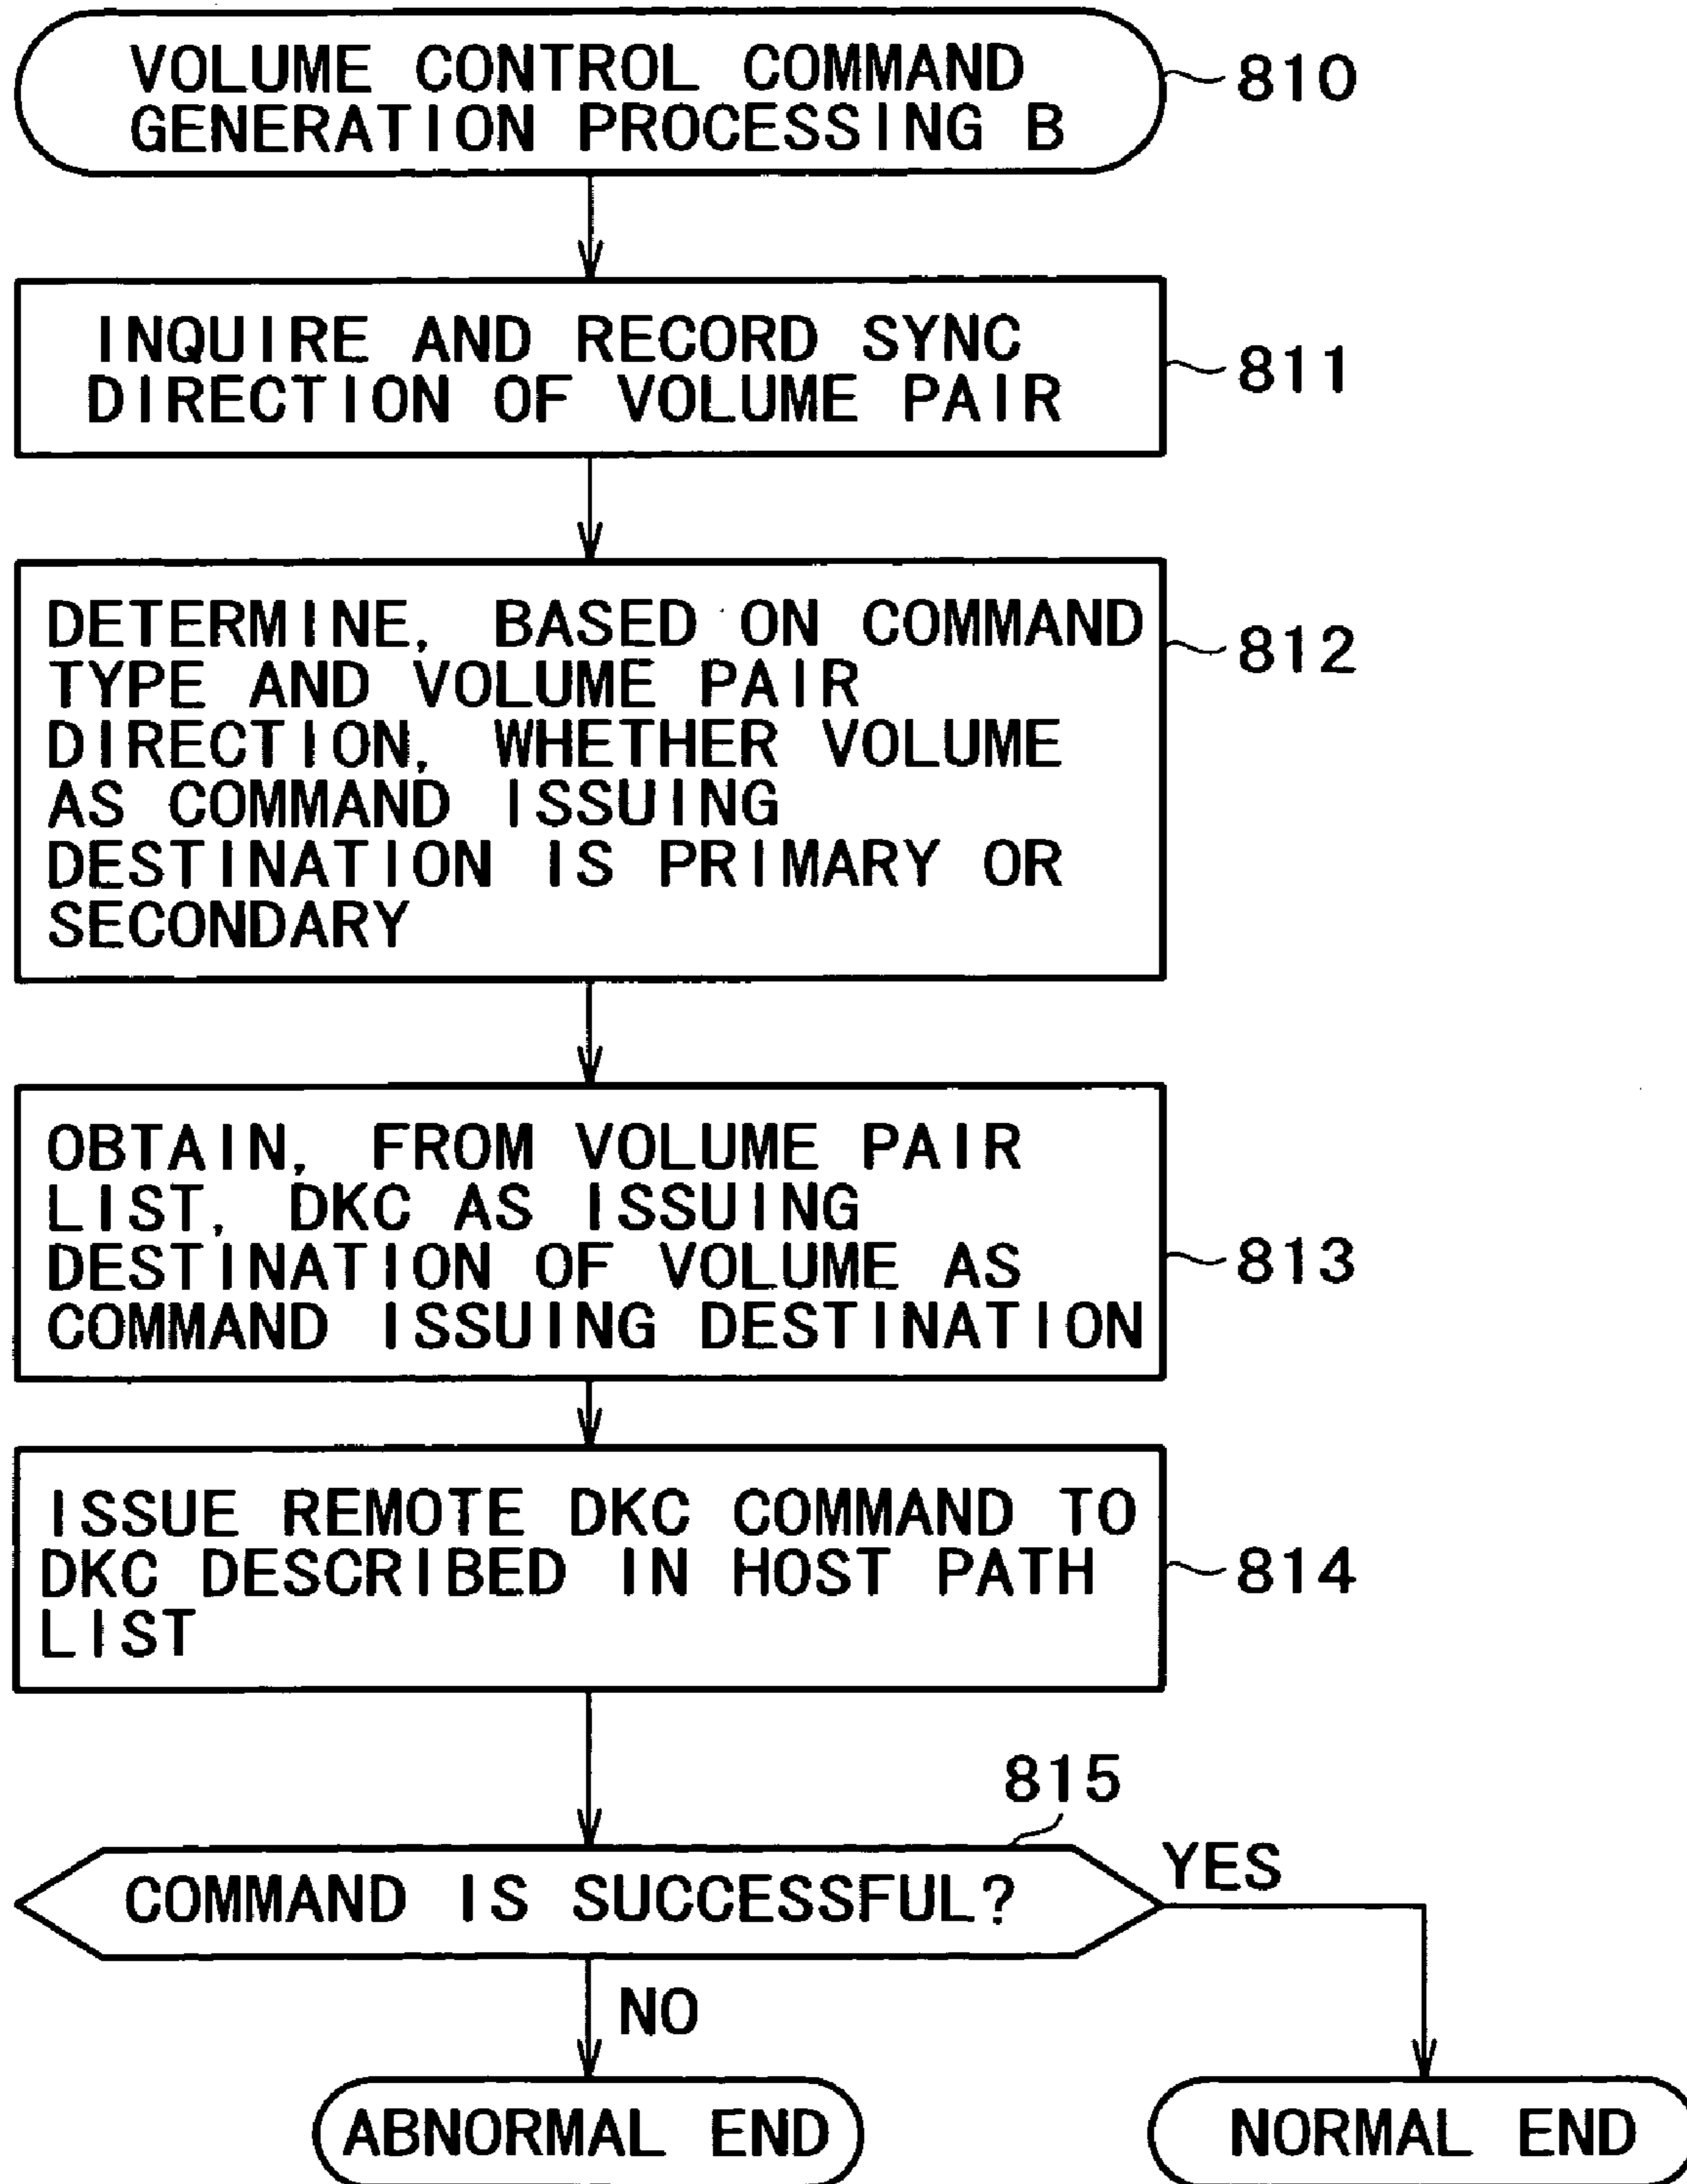 VOLUME CONTROL COMMAND
GENERATION PROCESSING B
810
INQUIRE AND RECORD SYNC
DIRECTION OF VOLUME PAIR
811
DETERMINE, BASED ON COMMAND
TYPE AND VOLUME PAIR
DIRECTION, WHETHER VOLUME
AS COMMAND ISSUING
DESTINATION IS PRIMARY OR
SECONDARY
812
OBTAIN, FROM VOLUME PAIR
LIST, DKC AS ISSUING
DESTINATION OF VOLUME AS
COMMAND ISSUING DESTINATION
813
ISSUE REMOTE DKC COMMAND TO
DKC DESCRIBED IN HOST PATH
LIST
814
815
COMMAND IS SUCCESSFUL?
YES
NO
ABNORMAL END
NORMAL END